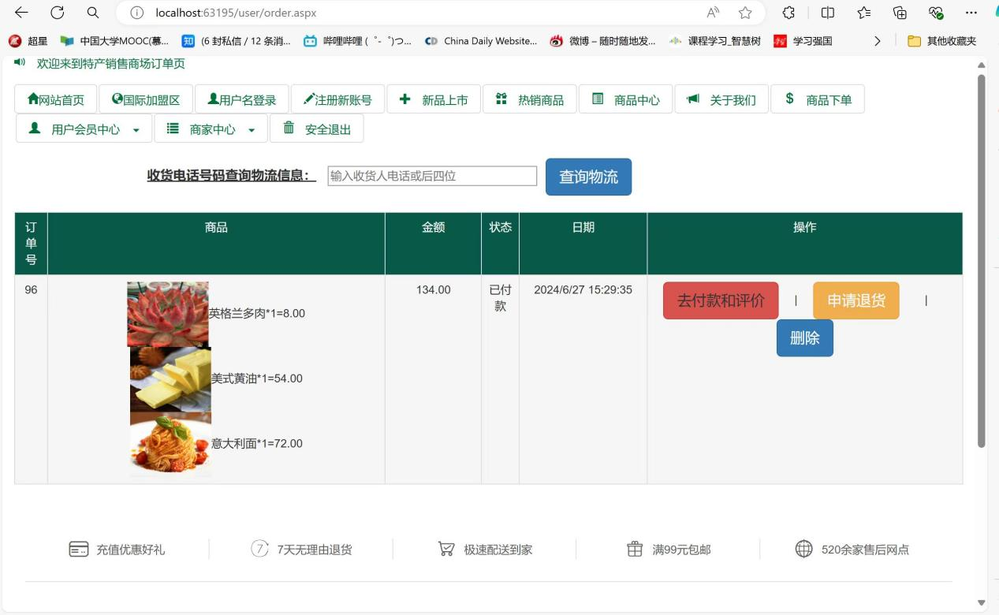 localhost:63195/user/order.aspx
超星 中国大学MOOC(慕... 知 (6 封私信 / 12 条消... 哔哩哔哩 ( ゜- ゜)つ... CD China Daily Website... 微博 – 随时随地发... 课程学习_智慧树 学习强国 其他收藏夹
欢迎来到特产销售商场订单页
网站首页 国际加盟区 用户名登录 注册新账号 新品上市 热销商品 商品中心 关于我们 $ 商品下单
用户会员中心 商家中心 安全退出
收货电话号码查询物流信息： 输入收货人电话或后四位 查询物流
订单号 商品 金额 状态 日期 操作
96 英格兰多肉*1=8.00 134.00 已付款 2024/6/27 15:29:35 去付款和评价 | 申请退货 |
删除
美式黄油*1=54.00
意大利面*1=72.00
充值优惠好礼 7 7天无理由退货 极速配送到家 满99元包邮 520余家售后网点